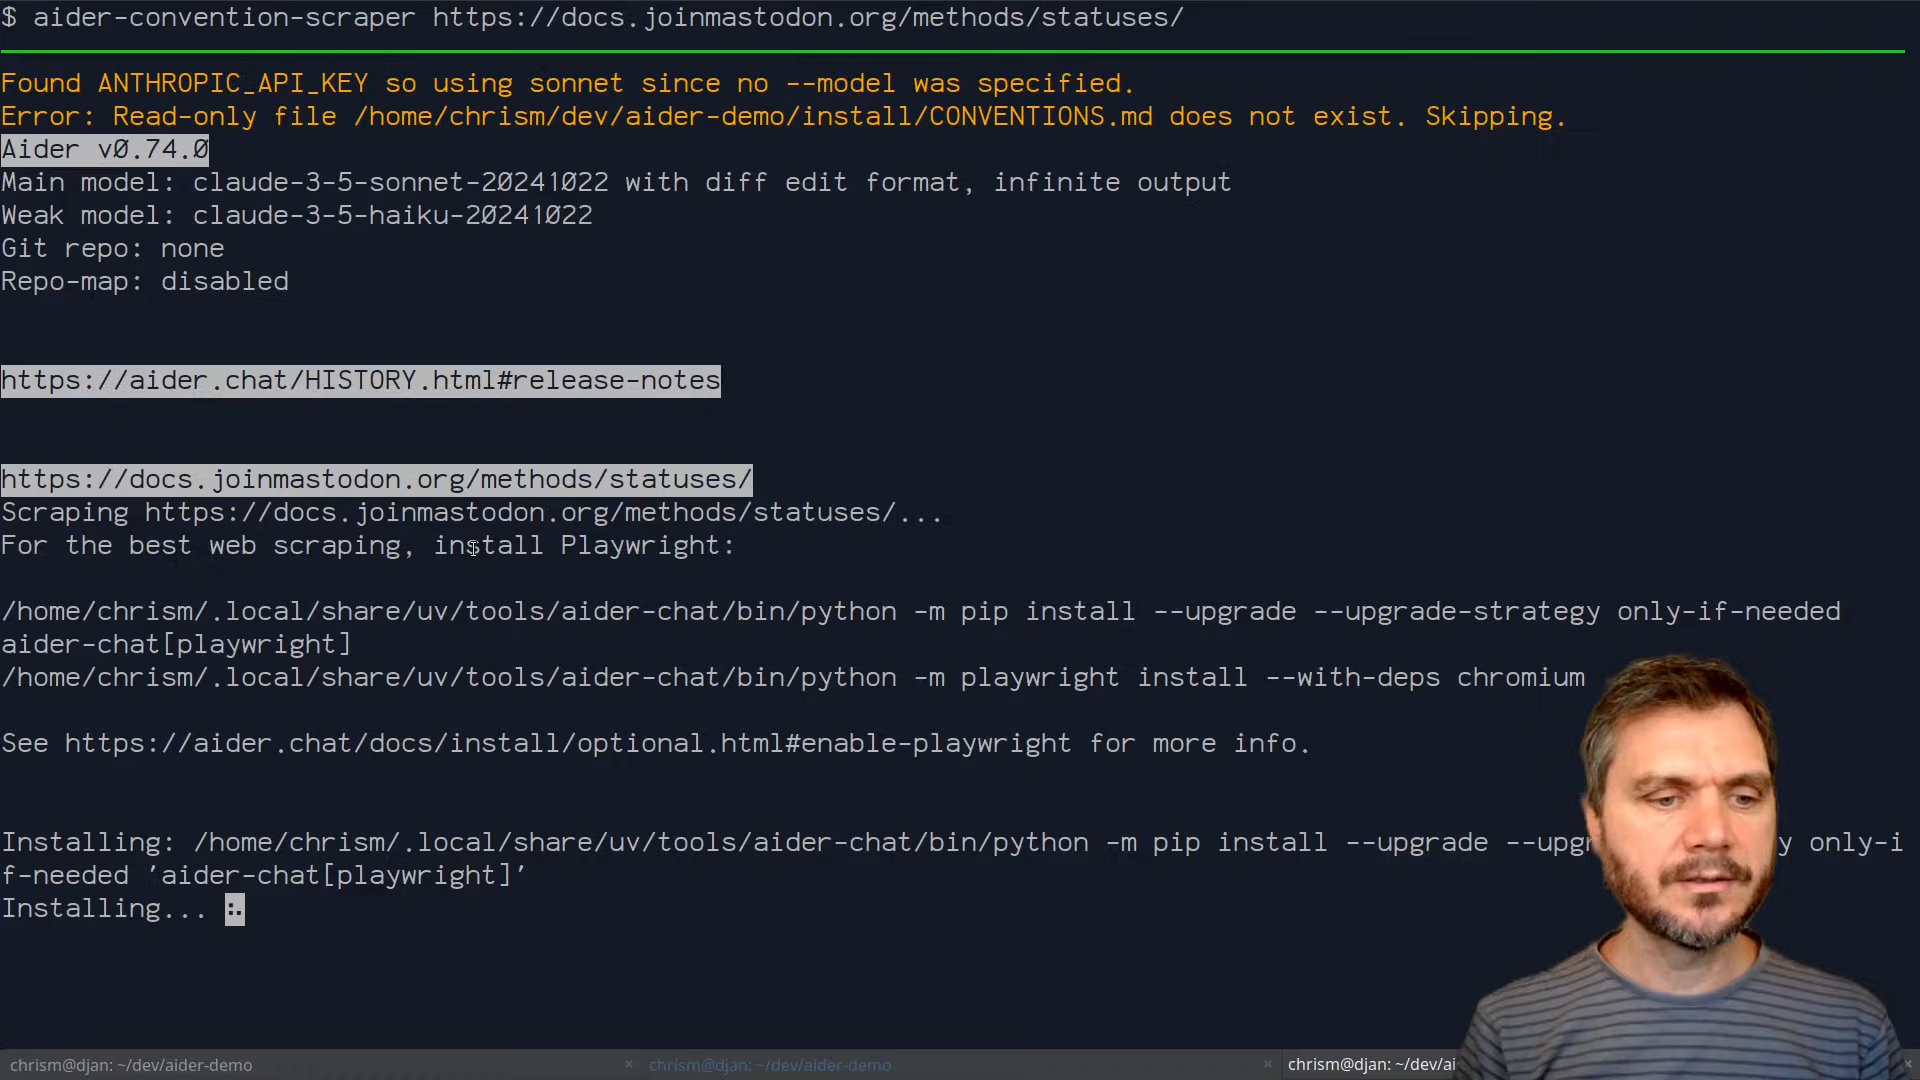 $ aider-convention-scraper https://docs.joinmastodon.org/methods/statuses/
Found ANTHROPIC_API_KEY so using sonnet since no --model was specified.
Error: Read-only file /home/chrism/dev/aider-demo/install/CONVENTIONS.md does not exist. Skipping.
Aider v0.74.0
Main model: claude-3-5-sonnet-20241022 with diff edit format, infinite output
Weak model: claude-3-5-haiku-20241022
Git repo: none
Repo-map: disabled
https://aider.chat/HISTORY.html#release-notes
https://docs.joinmastodon.org/methods/statuses/
Scraping https://docs.joinmastodon.org/methods/statuses/...
For the best web scraping, install Playwright:
/home/chrism/.local/share/uv/tools/aider-chat/bin/python -m pip install --upgrade --upgrade-strategy only-if-needed
aider-chat[playwright]
/home/chrism/.local/share/uv/tools/aider-chat/bin/python -m playwright install --with-deps chromium
See https://aider.chat/docs/install/optional.html#enable-playwright for more info.
Installing: /home/chrism/.local/share/uv/tools/aider-chat/bin/python -m pip install --upgrade --upgr y only-i
f-needed 'aider-chat[playwright]'
Installing...
chrism@djan: ~/dev/aider-demo × chrism@djan: ~/dev/aider-demo × chrism@djan: ~/dev/ai ×